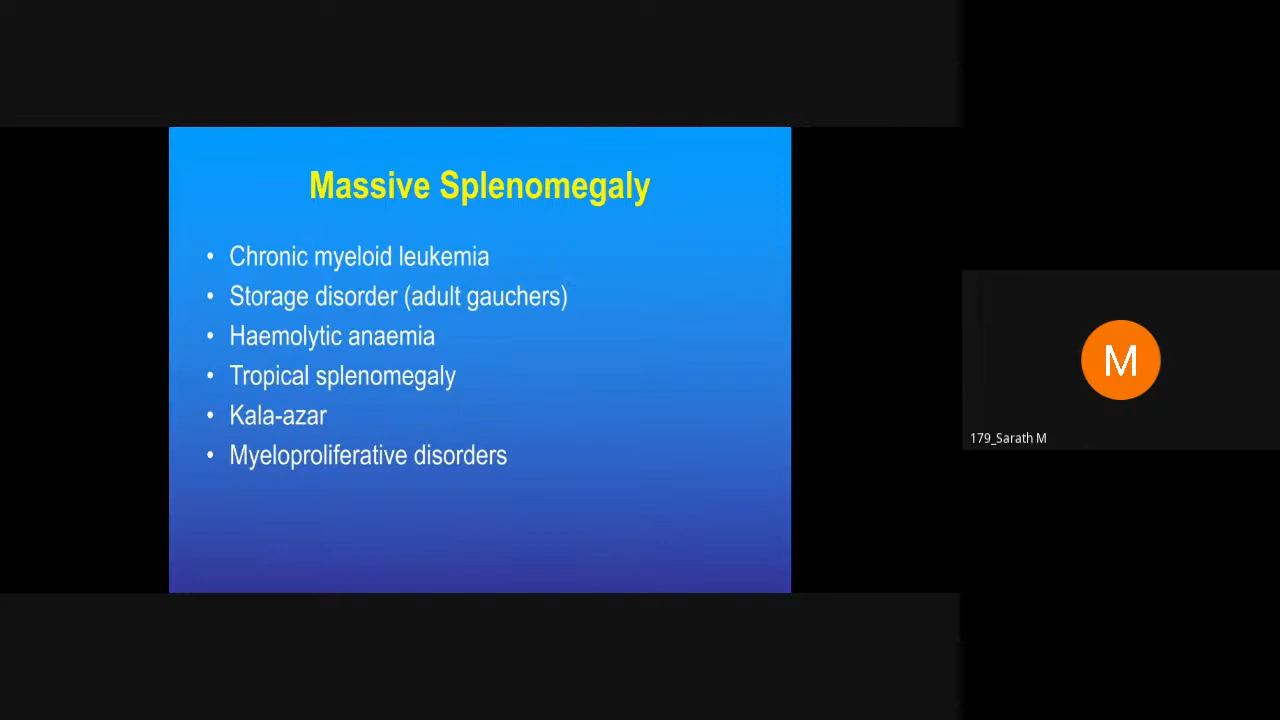 Massive Splenomegaly
• Chronic myeloid leukemia
• Storage disorder (adult gauchers)
• Haemolytic anaemia
• Tropical splenomegaly
• Kala-azar
• Myeloproliferative disorders
M
179_Sarath M